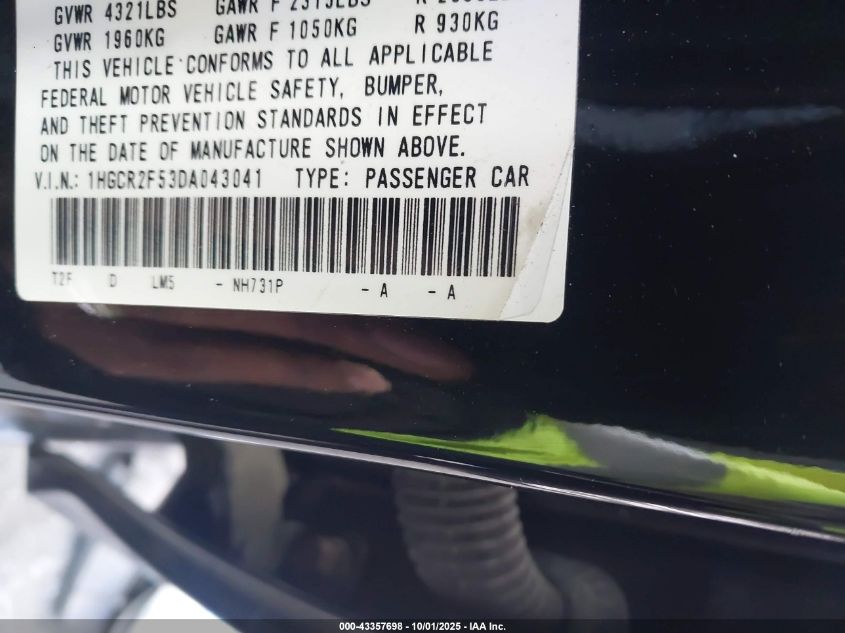 GVWR 4321LBS GAWR F 2315LBS R
GVWR 1960KG GAWR F 1050KG R 930KG
THIS VEHICLE CONFORMS TO ALL APPLICABLE
FEDERAL MOTOR VEHICLE SAFETY, BUMPER,
AND THEFT PREVENTION STANDARDS IN EFFECT
ON THE DATE OF MANUFACTURE SHOWN ABOVE.
V.I.N.: 1HGCR2F53DA043041 TYPE: PASSENGER CAR
T2F D LM5 - NH731P - A - A
000-43357698 - 10/01/2025 - IAA Inc.